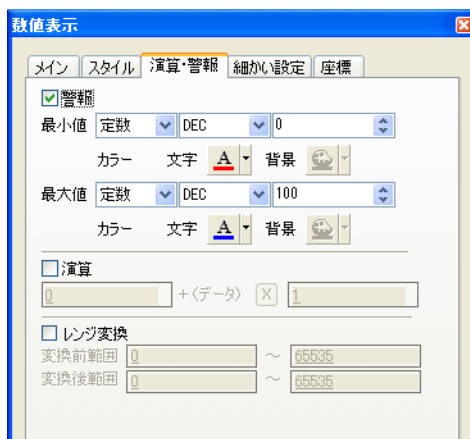 数値表示
メイン スタイル 演算・警報 細かい設定 座標
警報
最小値 定数 DEC 0
カラー 文字 A 背景
最大値 定数 DEC 100
カラー 文字 A 背景
演算
0 +(データ) X 1
レンジ変換
変換前範囲 0 ～ 65535
変換後範囲 0 ～ 65535